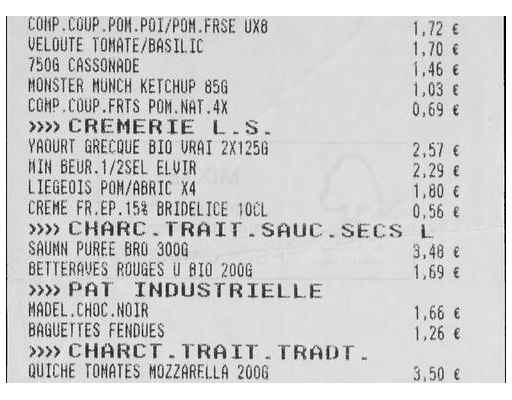 COMP.COUP.POM.POI/POM.FRSE UX8 1,72 €
VELOUTE TOMATE/BASILIC 1,70 €
750G CASSONADE 1,46 €
MONSTER MUNCH KETCHUP 85G 1,03 €
COMP.COUP.FRTS POM.NAT.4X 0,69 €
>>>> CREMERIE L.S.
YAOURT GRECQUE BIO VRAI 2X125G 2,57 €
MIN BEUR.1/2SEL ELVIR 2,29 €
LIEGEOIS POM/ABRIC X4 1,80 €
CREME FR.EP.15% BRIDELICE 10CL 0,56 €
>>>> CHARC.TRAIT.SAUC.SECS L
SAUMN PUREE BRO 300G 3,48 €
BETTERAVES ROUGES U BIO 200G 1,69 €
>>>> PAT INDUSTRIELLE
MADEL.CHOC.NOIR 1,66 €
BAGUETTES FENDUES 1,26 €
>>>> CHARCT.TRAIT.TRADT.
QUICHE TOMATES MOZZARELLA 200G 3,50 €